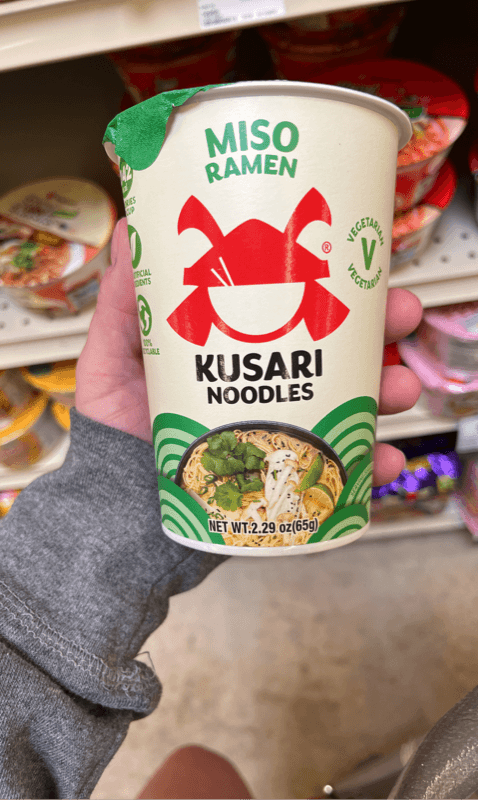 MISO
RAMEN
VEGETARIAN
V
VEGETARIAN
®
KUSARI
NOODLES
NET WT.2.29 oz(65g)